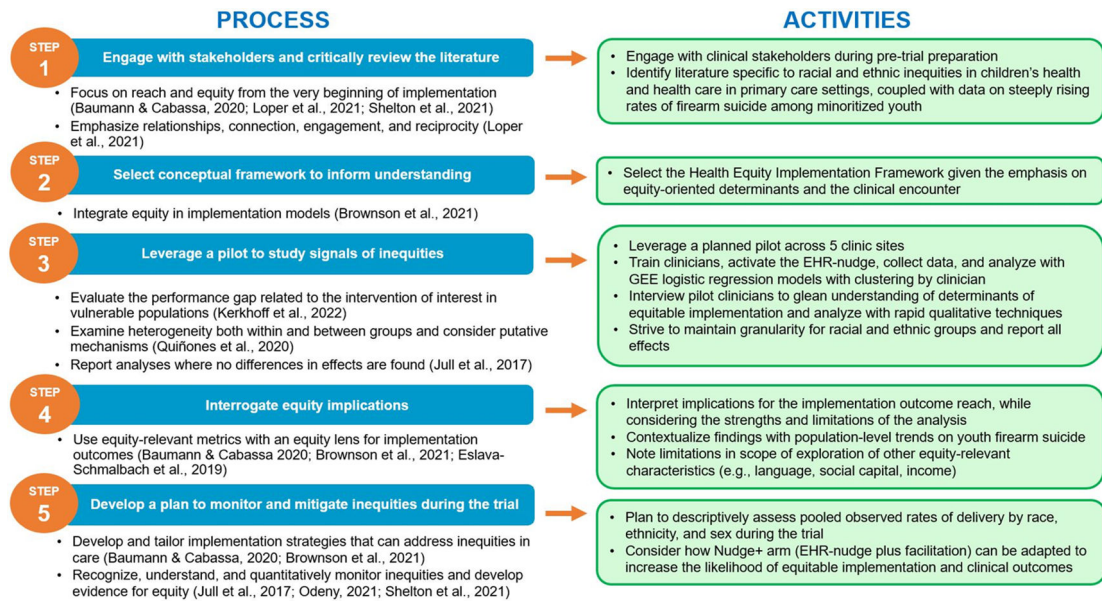 PROCESS
ACTIVITIES
STEP
1
Engage with stakeholders and critically review the literature
• Focus on reach and equity from the very beginning of implementation
(Baumann & Cabassa, 2020; Loper et al., 2021; Shelton et al., 2021)
• Emphasize relationships, connection, engagement, and reciprocity (Loper
et al., 2021)
• Engage with clinical stakeholders during pre-trial preparation
• Identify literature specific to racial and ethnic inequities in children's health
and health care in primary care settings, coupled with data on steeply rising
rates of firearm suicide among minoritized youth
STEP
2
Select conceptual framework to inform understanding
• Integrate equity in implementation models (Brownson et al., 2021)
• Select the Health Equity Implementation Framework given the emphasis on
equity-oriented determinants and the clinical encounter
STEP
3
Leverage a pilot to study signals of inequities
• Evaluate the performance gap related to the intervention of interest in
vulnerable populations (Kerkhoff et al., 2022)
• Examine heterogeneity both within and between groups and consider putative
mechanisms (Quiñones et al., 2020)
• Report analyses where no differences in effects are found (Jull et al., 2017)
• Leverage a planned pilot across 5 clinic sites
• Train clinicians, activate the EHR-nudge, collect data, and analyze with
GEE logistic regression models with clustering by clinician
• Interview pilot clinicians to glean understanding of determinants of
equitable implementation and analyze with rapid qualitative techniques
• Strive to maintain granularity for racial and ethnic groups and report all
effects
STEP
4
Interrogate equity implications
• Use equity-relevant metrics with an equity lens for implementation
outcomes (Baumann & Cabassa 2020; Brownson et al., 2021; Eslava-
Schmalbach et al., 2019)
• Interpret implications for the implementation outcome reach, while
considering the strengths and limitations of the analysis
• Contextualize findings with population-level trends on youth firearm suicide
• Note limitations in scope of exploration of other equity-relevant
characteristics (e.g., language, social capital, income)
STEP
5
Develop a plan to monitor and mitigate inequities during the trial
• Develop and tailor implementation strategies that can address inequities in
care (Baumann & Cabassa, 2020; Brownson et al., 2021)
• Recognize, understand, and quantitatively monitor inequities and develop
evidence for equity (Jull et al., 2017; Odeny, 2021; Shelton et al., 2021)
• Plan to descriptively assess pooled observed rates of delivery by race,
ethnicity, and sex during the trial
• Consider how Nudge+ arm (EHR-nudge plus facilitation) can be adapted to
increase the likelihood of equitable implementation and clinical outcomes